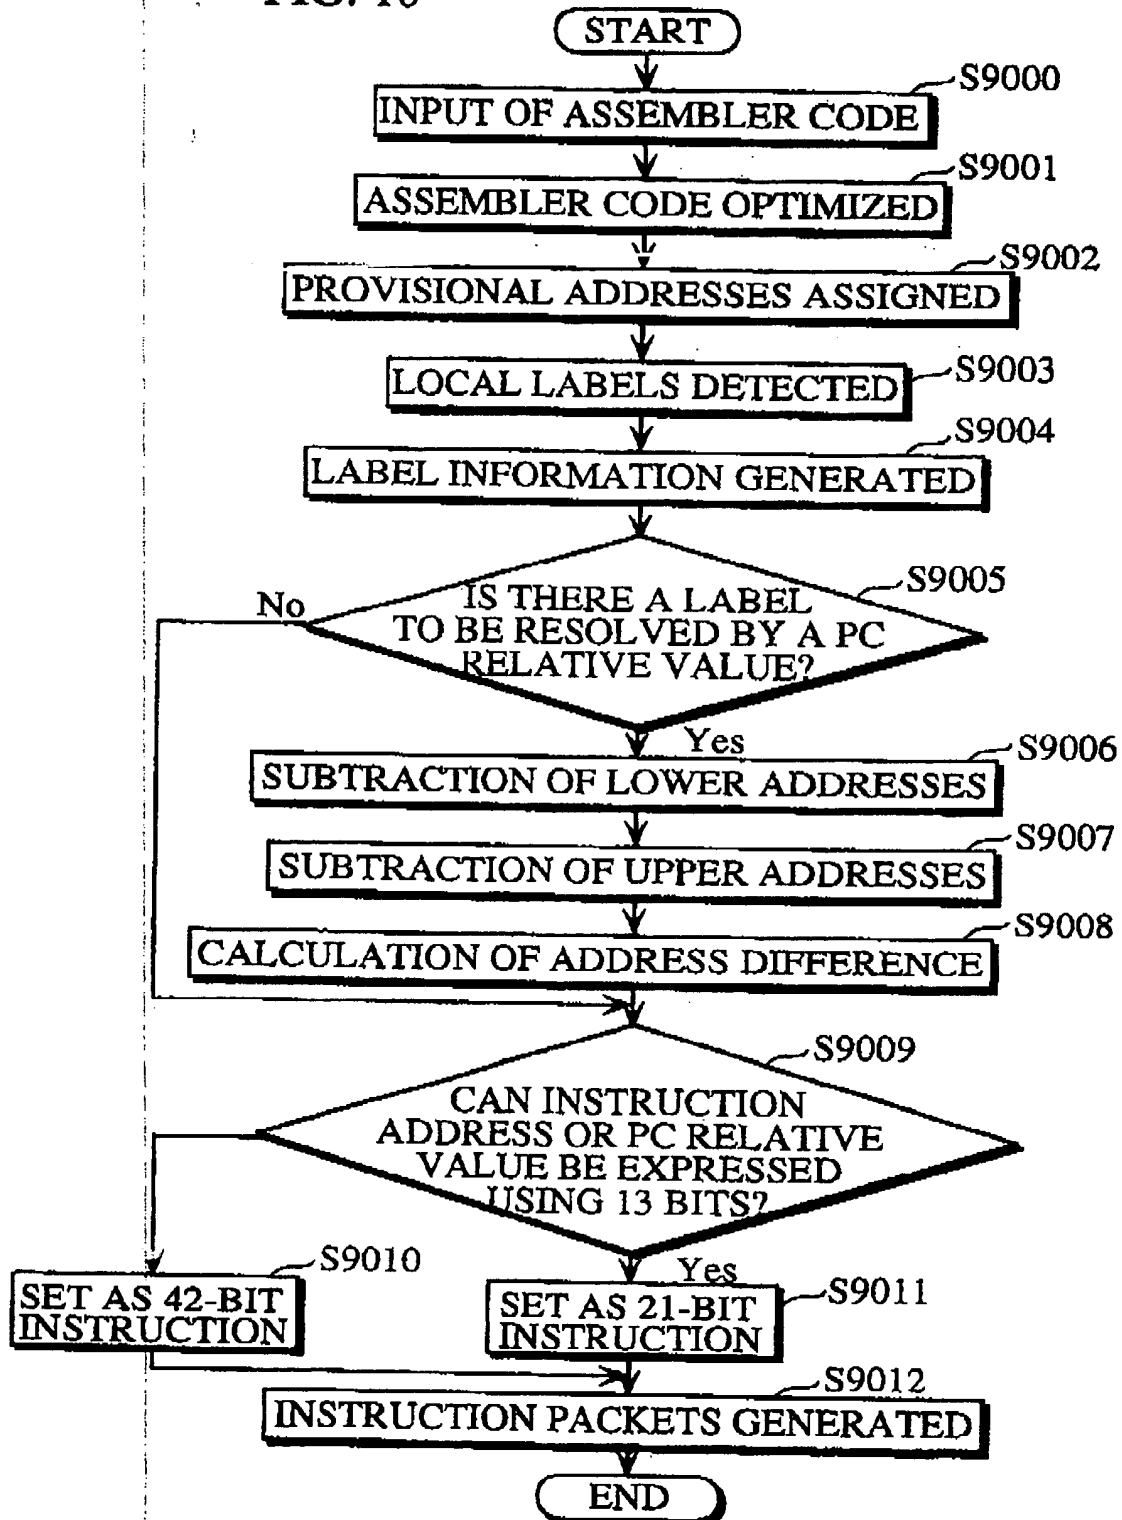 START
S9000
INPUT OF ASSEMBLER CODE
S9001
ASSEMBLER CODE OPTIMIZED
S9002
PROVISIONAL ADDRESSES ASSIGNED
S9003
LOCAL LABELS DETECTED
S9004
LABEL INFORMATION GENERATED
S9005
No
IS THERE A LABEL
TO BE RESOLVED BY A PC
RELATIVE VALUE?
Yes
S9006
SUBTRACTION OF LOWER ADDRESSES
S9007
SUBTRACTION OF UPPER ADDRESSES
S9008
CALCULATION OF ADDRESS DIFFERENCE
S9009
CAN INSTRUCTION
ADDRESS OR PC RELATIVE
VALUE BE EXPRESSED
USING 13 BITS?
Yes
S9010
SET AS 42-BIT
INSTRUCTION
S9011
SET AS 21-BIT
INSTRUCTION
S9012
INSTRUCTION PACKETS GENERATED
END